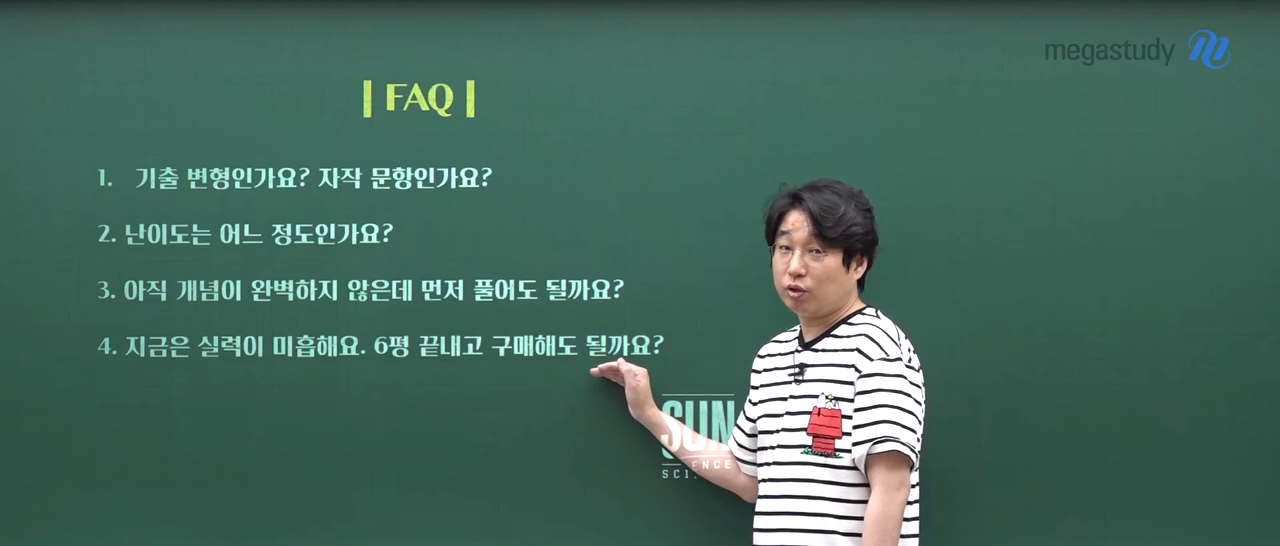 megastudy
| FAQ |
1. 기출 변형인가요? 자작 문항인가요?
2. 난이도는 어느 정도인가요?
3. 아직 개념이 완벽하지 않은데 먼저 풀어도 될까요?
4. 지금은 실력이 미흡해요. 6평 끝내고 구매해도 될까요?
SUN